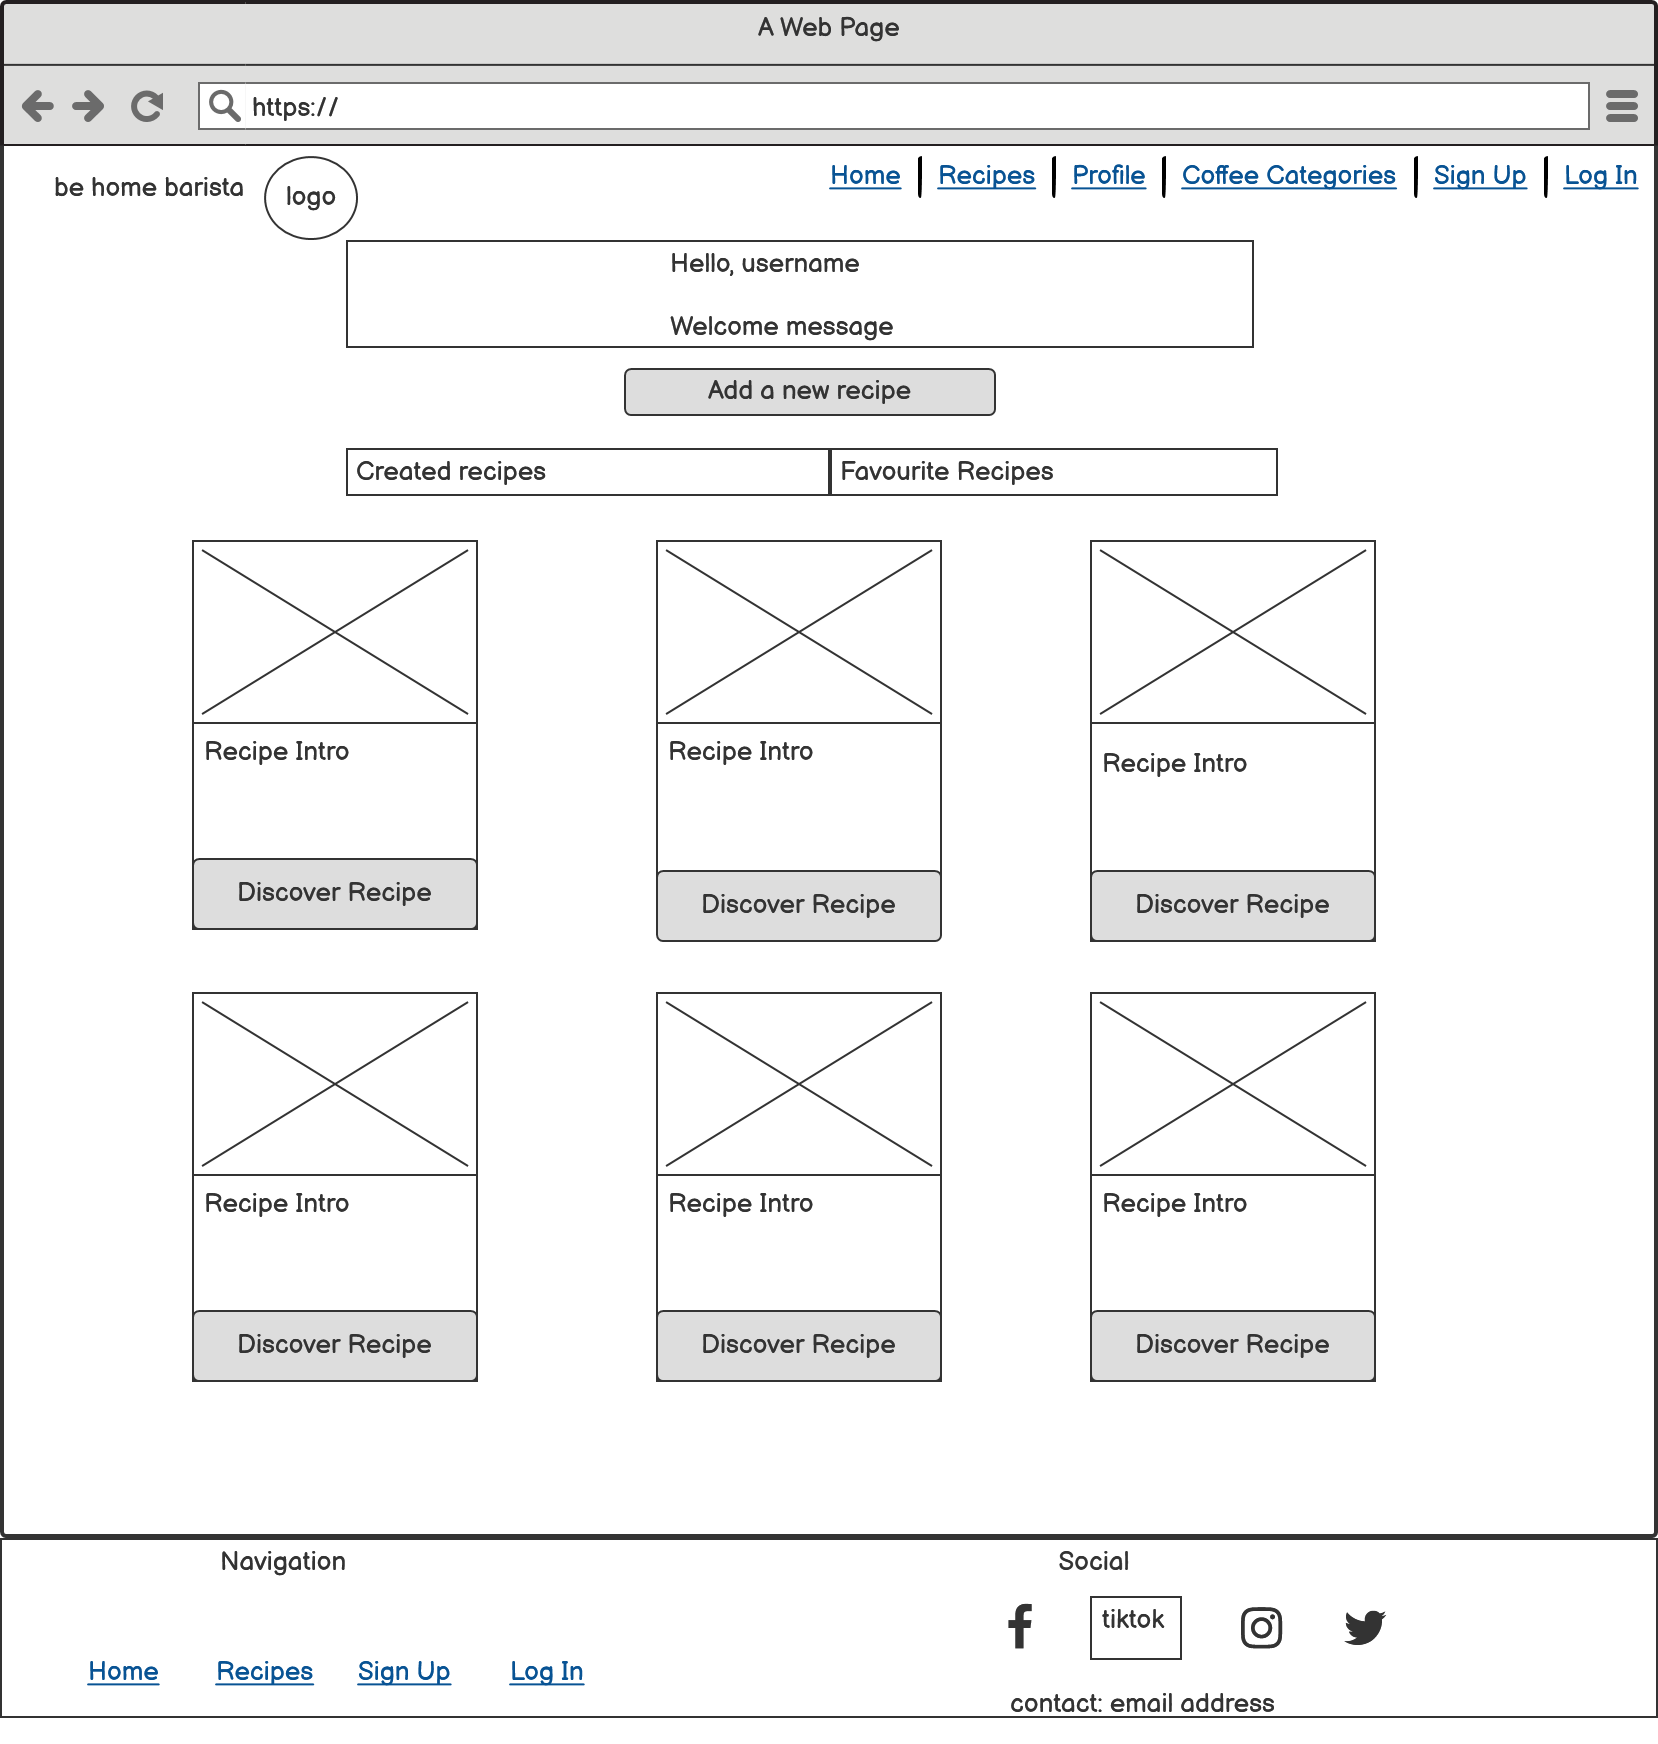 A Web Page
https://
be home barista
logo
Home Recipes Profile Coffee Categories Sign Up Log In
Hello, username
Welcome message
Add a new recipe
Created recipes
Favourite Recipes
Recipe Intro
Recipe Intro
Recipe Intro
Discover Recipe
Discover Recipe
Discover Recipe
Recipe Intro
Recipe Intro
Recipe Intro
Discover Recipe
Discover Recipe
Discover Recipe
Navigation
Social
tiktok
Home Recipes Sign Up Log In
contact: email address